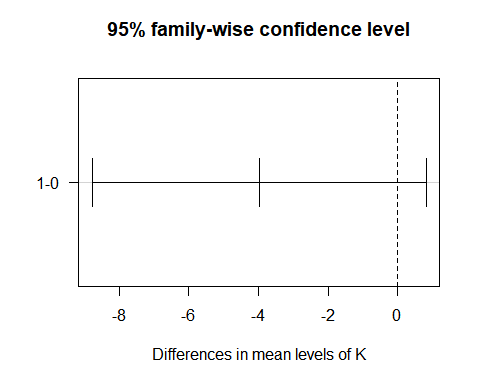 95% family-wise confidence level
1-0
-8 -6 -4 -2 0
Differences in mean levels of K